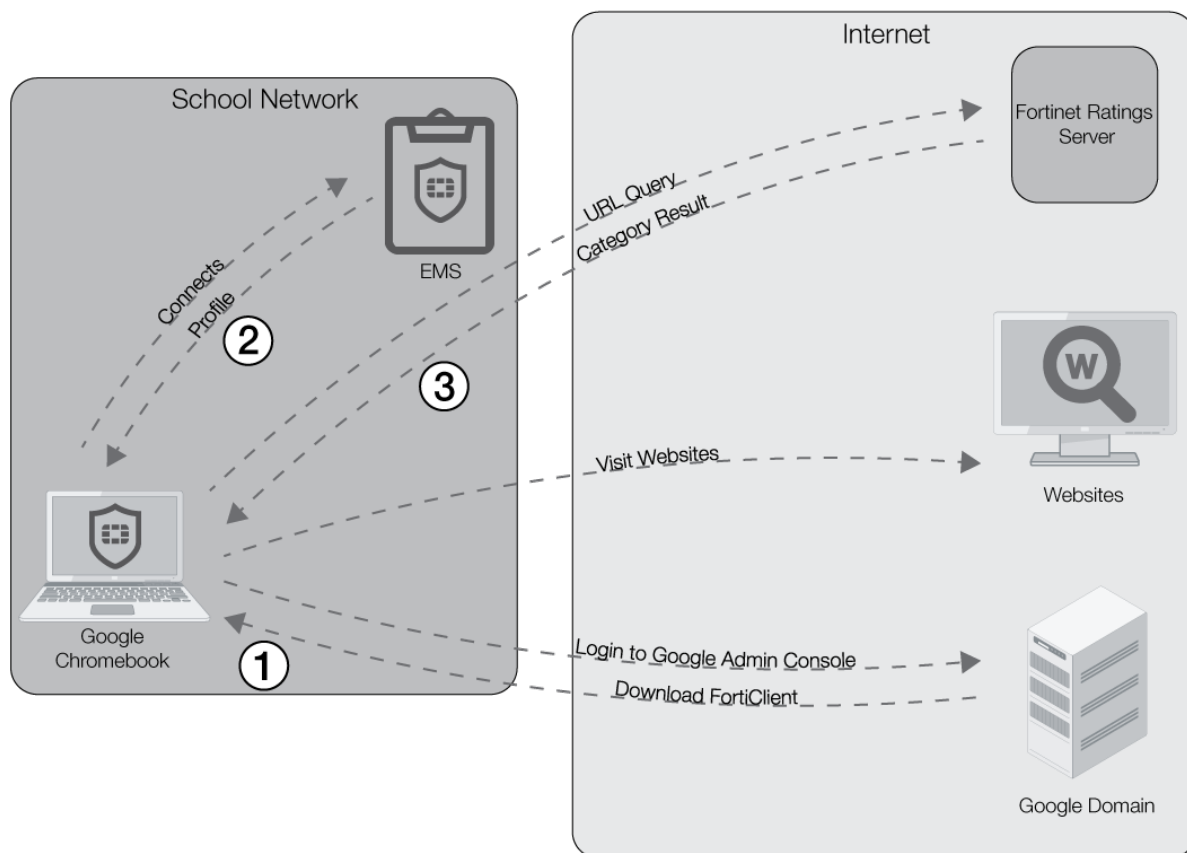 Internet
School Network
Fortinet Ratings
Server
EMS
URL Query
Category Result
Connects
Profile
2
3
W
Visit Websites
Websites
Google
Chromebook
1
Login to Google Admin Console
Download FortiClient
Google Domain